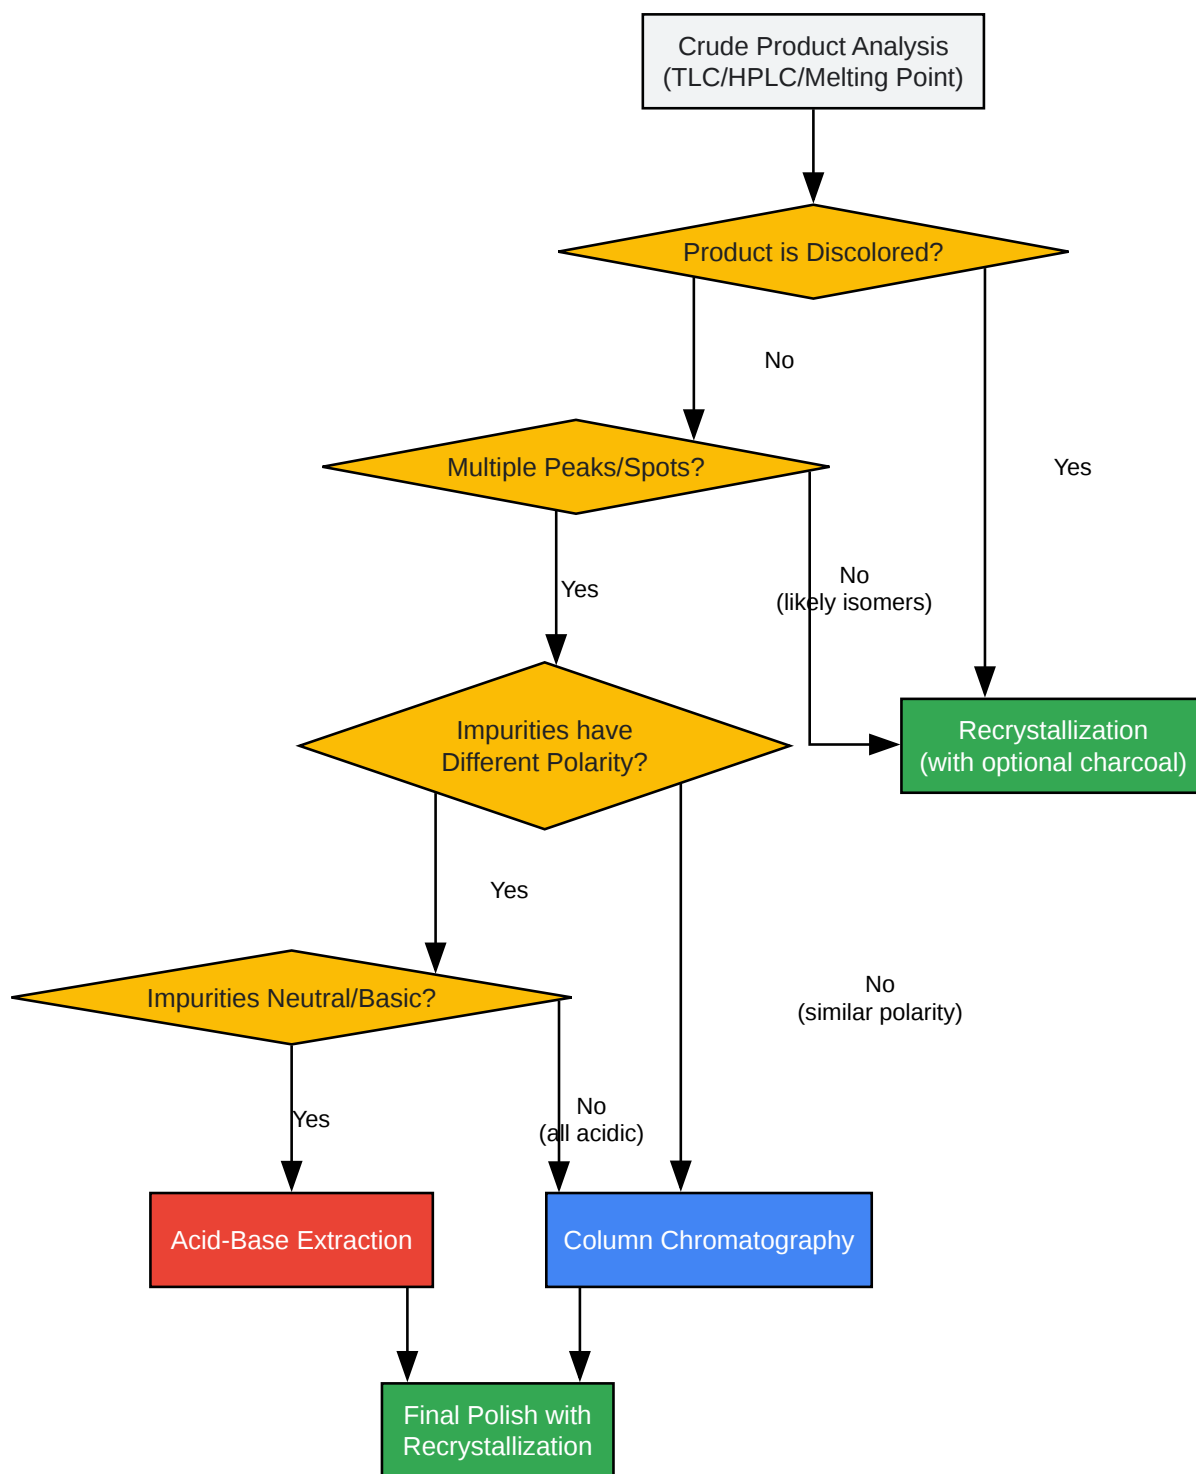 Crude Product Analysis
(TLC/HPLC/Melting Point)
Product is Discolored?
No
Multiple Peaks/Spots?
Yes
No
(likely isomers)
Yes
Recrystallization
(with optional charcoal)
Impurities have
Different Polarity?
Yes
No
(similar polarity)
Impurities Neutral/Basic?
Yes
No
(all acidic)
Acid-Base Extraction
Column Chromatography
Final Polish with
Recrystallization